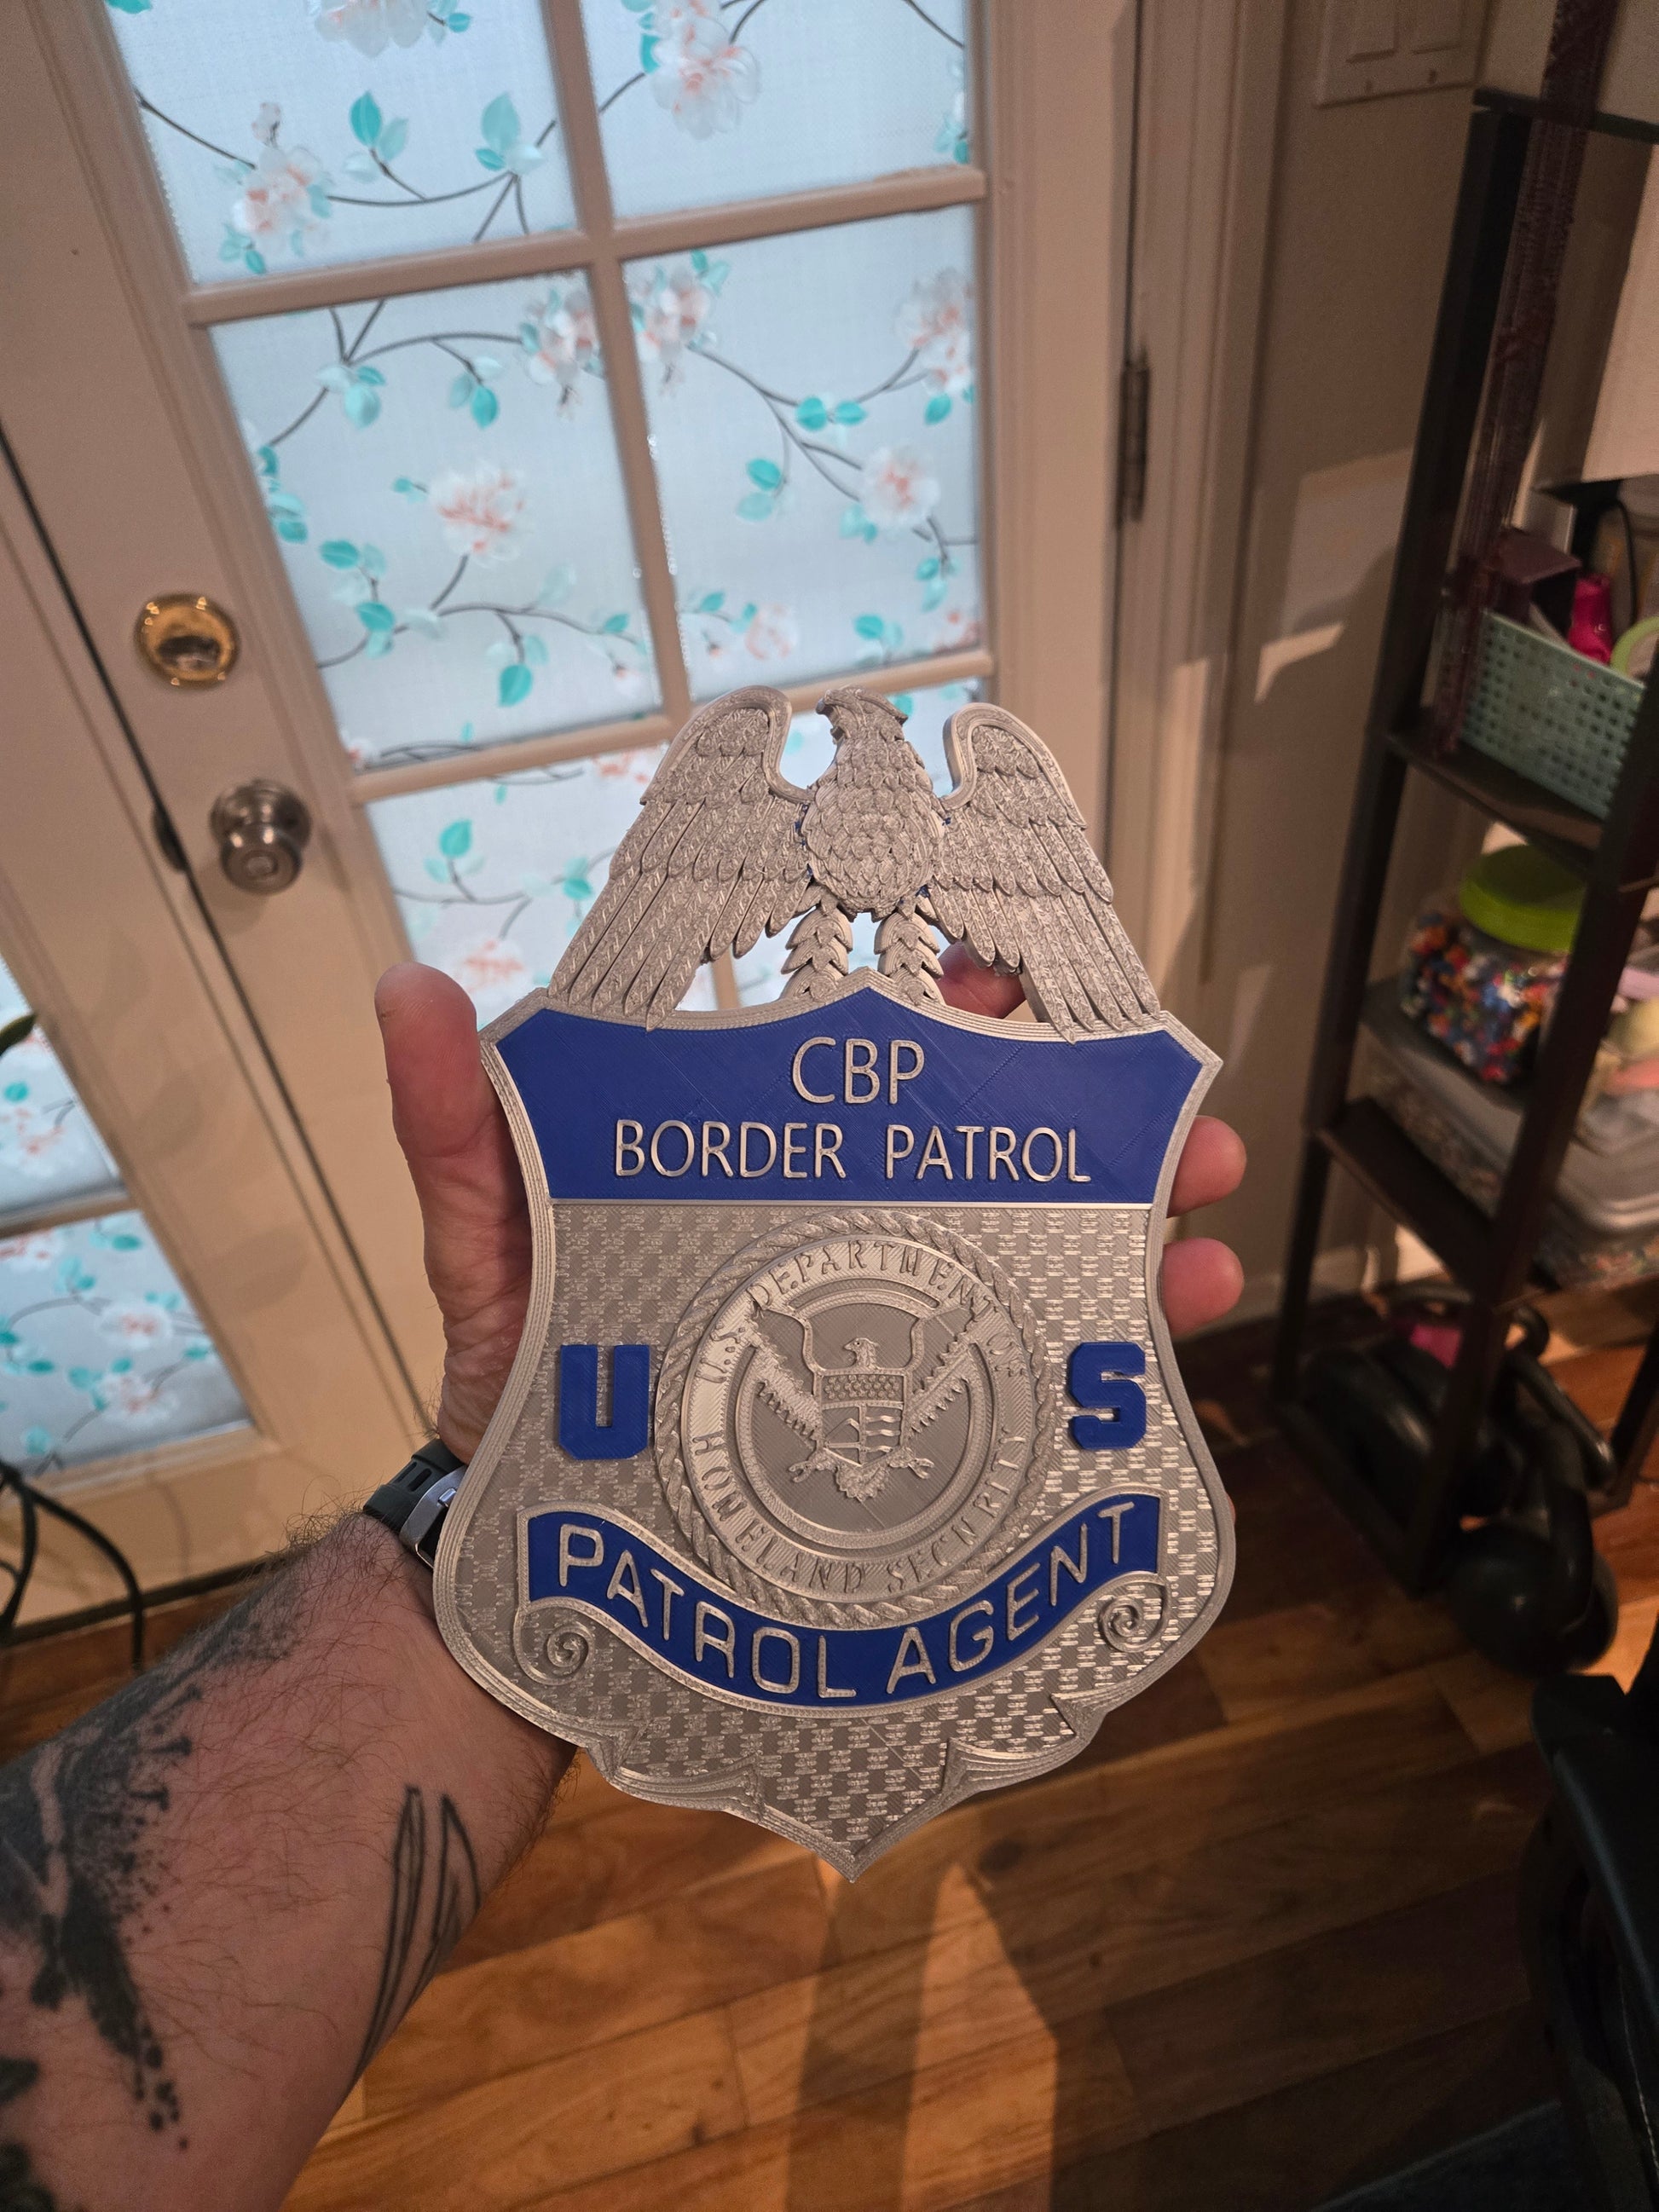 CBP
BORDER PATROL
U.S. DEPARTMENT OF
HOMELAND SECURITY
U S
PATROL AGENT